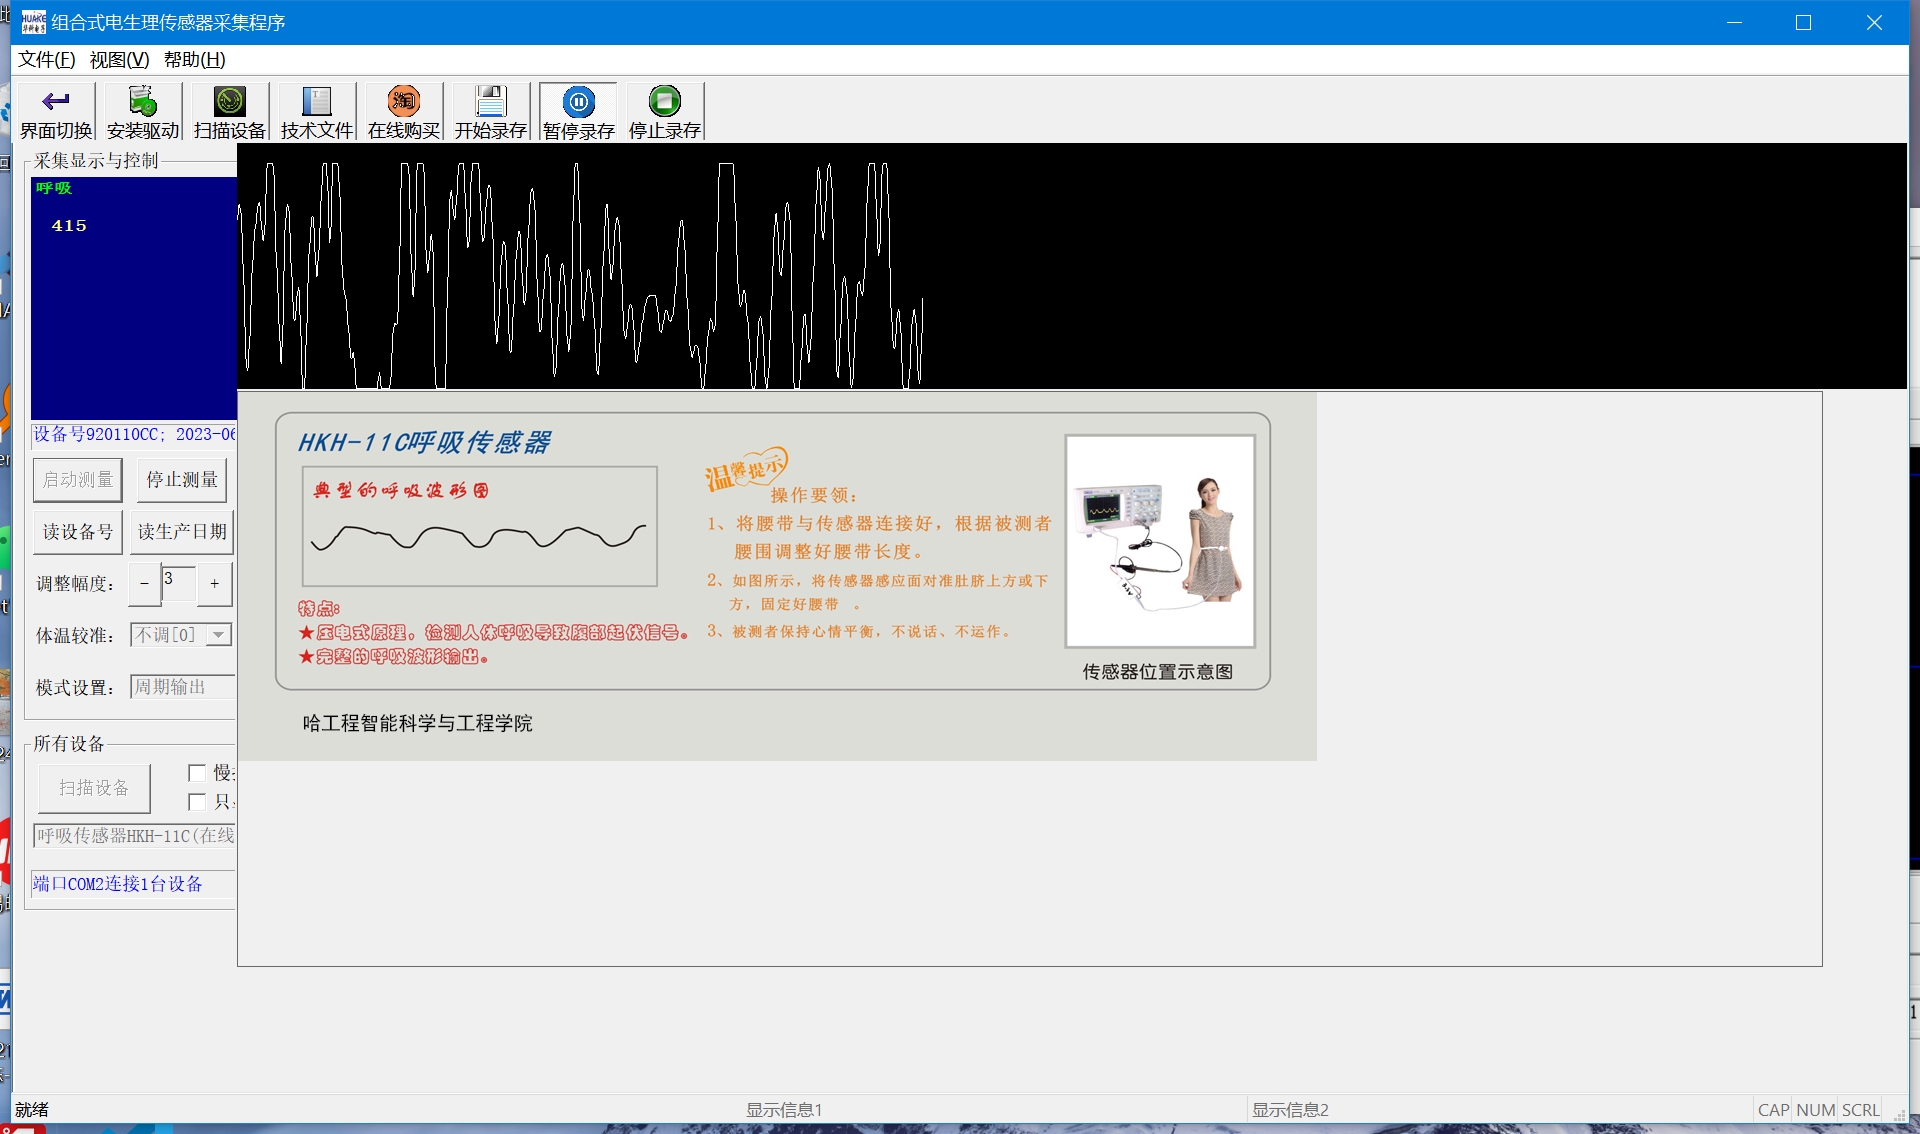 HUAKE
组合式电生理传感器采集程序
文件(F) 视图(V) 帮助(H)
界面切换 安装驱动 扫描设备 技术文件 在线购买 开始录存 暂停录存 停止录存
淘
采集显示与控制
呼吸
415
设备号920110CC; 2023-06
启动测量 停止测量
读设备号 读生产日期
调整幅度: - 3 +
体温较准: 不调[0]
模式设置: 周期输出
所有设备
扫描设备
慢
只
呼吸传感器HKH-11C(在线
端口COM2连接1台设备
HKH-11C呼吸传感器
典型的呼吸波形图
特点:
★压电式原理，检测人体呼吸导致腹部起伏信号。
★完整的呼吸波形输出。
温馨提示
操作要领：
1、将腰带与传感器连接好，根据被测者
腰围调整好腰带长度。
2、如图所示，将传感器感应面对准肚脐上方或下
方，固定好腰带 。
3、被测者保持心情平衡，不说话、不运作。
传感器位置示意图
哈工程智能科学与工程学院
就绪
显示信息1
显示信息2
CAP NUM SCRL